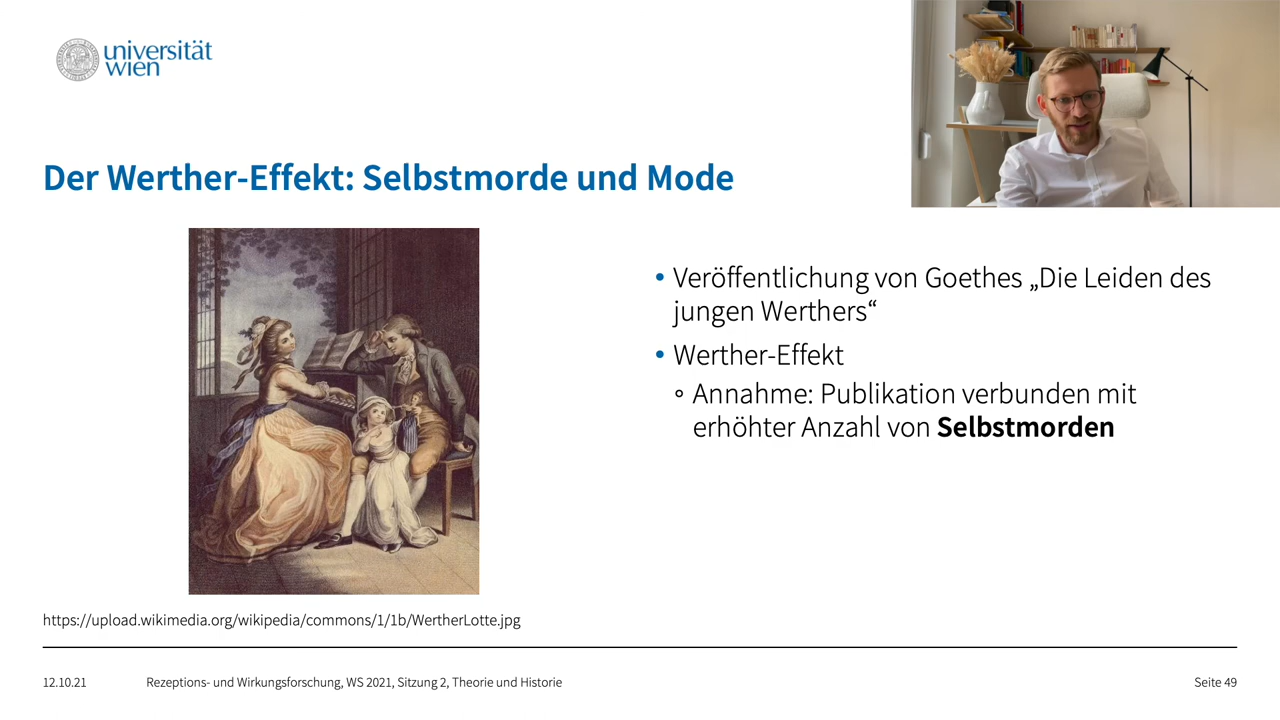 universität
wien
Der Werther-Effekt: Selbstmorde und Mode
• Veröffentlichung von Goethes „Die Leiden des
jungen Werthers“
• Werther-Effekt
◦ Annahme: Publikation verbunden mit
erhöhter Anzahl von Selbstmorden
https://upload.wikimedia.org/wikipedia/commons/1/1b/WertherLotte.jpg
12.10.21 Rezeptions- und Wirkungsforschung, WS 2021, Sitzung 2, Theorie und Historie Seite 49